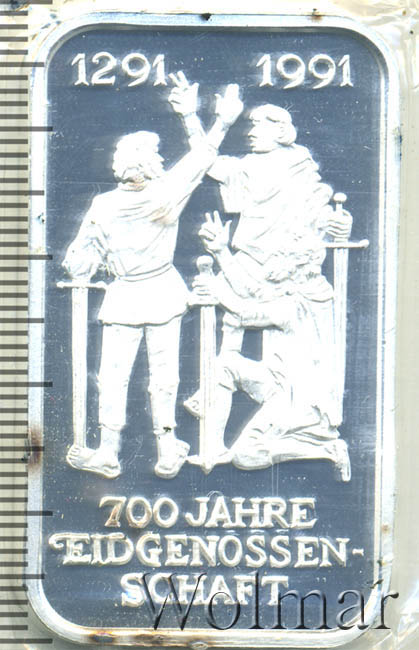 1291 1991
700 JAHRE
EIDGENOSSEN-
SCHAFT
Wolmar